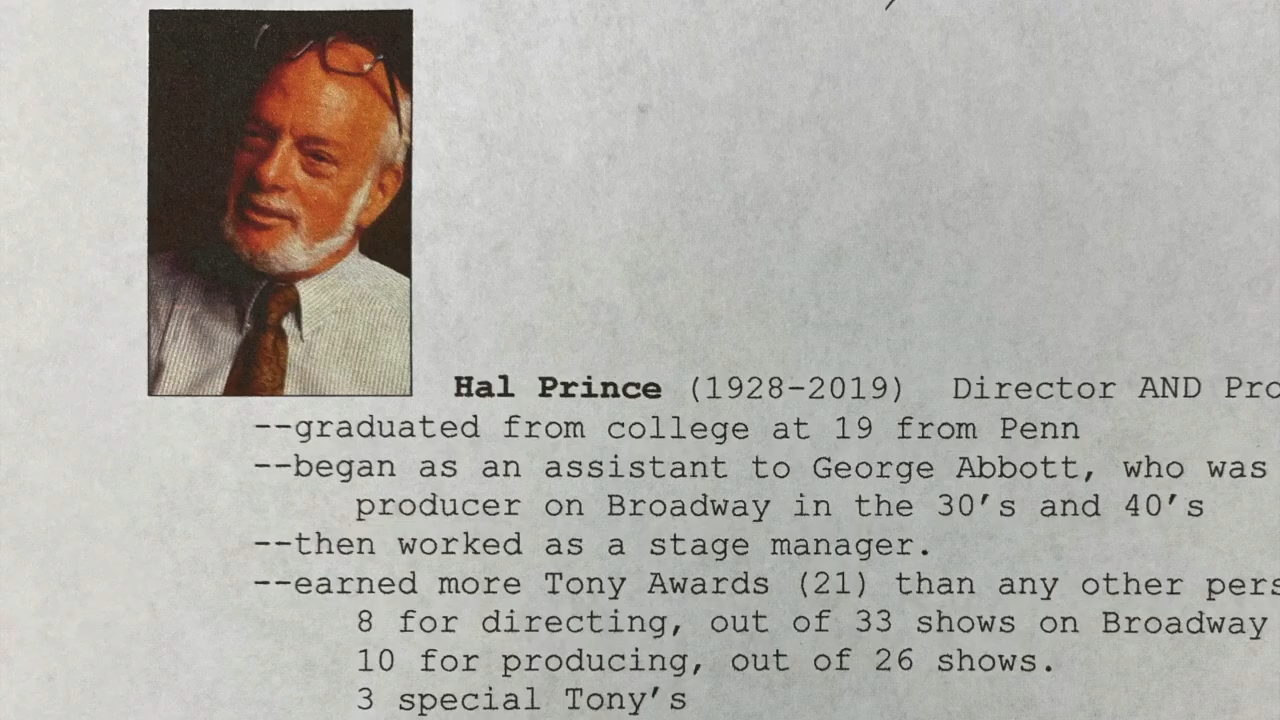 Hal Prince (1928-2019) Director AND
--graduated from college at 19 from Penn
--began as an assistant to George Abbott, who was
producer on Broadway in the 30's and 40's
--then worked as a stage manager.
--earned more Tony Awards (21) than any other
8 for directing, out of 33 shows on Broadway
10 for producing, out of 26 shows.
3 special Tony's